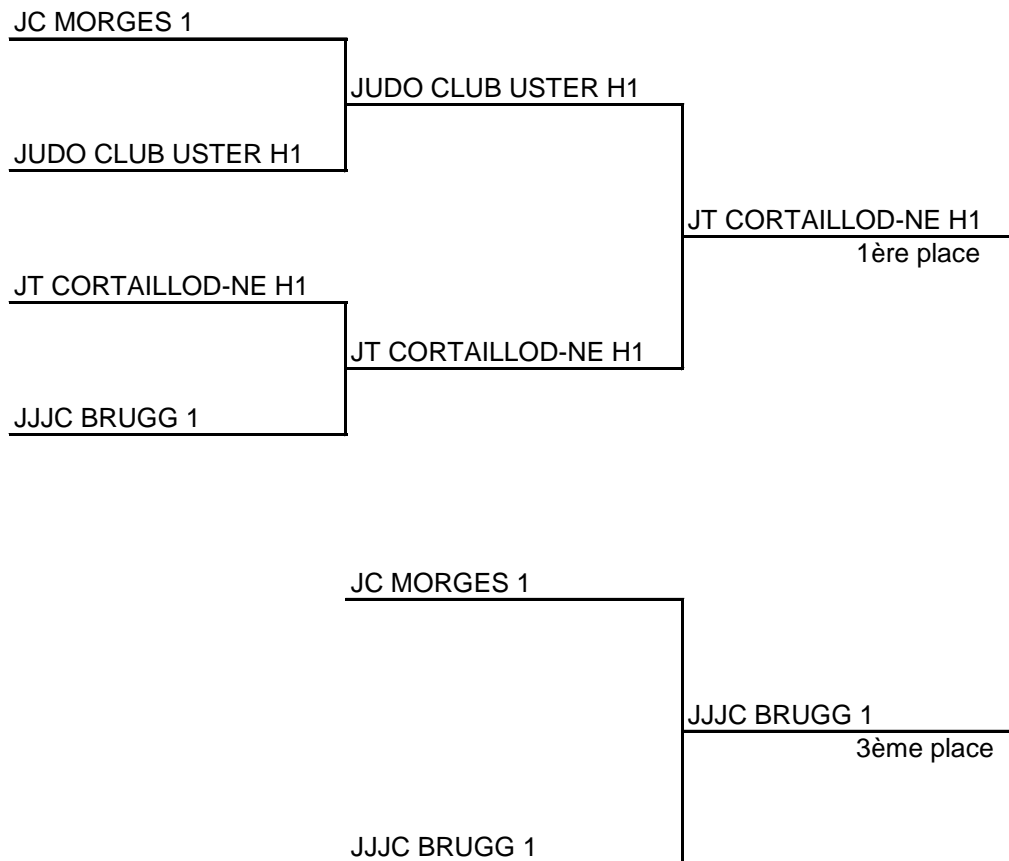 JC MORGES 1
JUDO CLUB USTER H1
JUDO CLUB USTER H1
JT CORTAILLOD-NE H1
1ère place
JT CORTAILLOD-NE H1
JT CORTAILLOD-NE H1
JJJC BRUGG 1
JC MORGES 1
JJJC BRUGG 1
3ème place
JJJC BRUGG 1